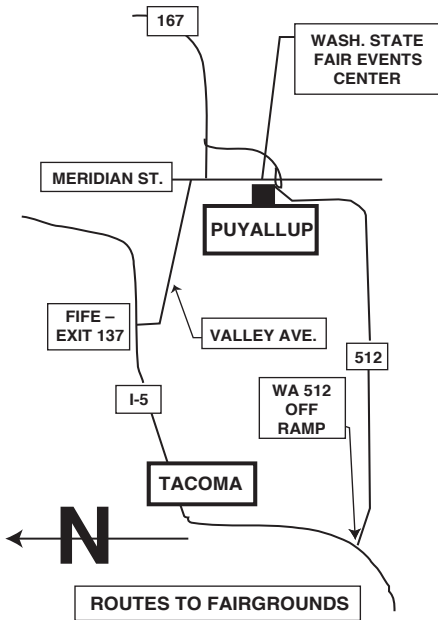 167
WASH. STATE
FAIR EVENTS
CENTER
MERIDIAN ST.
PUYALLUP
FIFE –
EXIT 137
VALLEY AVE.
512
I-5
WA 512
OFF
RAMP
TACOMA
N
ROUTES TO FAIRGROUNDS